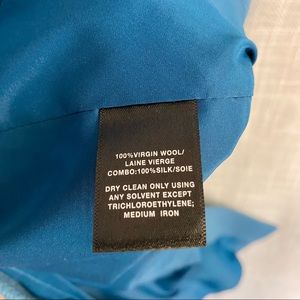 100%VIRGIN WOOL/
LAINE VIERGE
COMBO:100%SILK/SOIE
DRY CLEAN ONLY USING
ANY SOLVENT EXCEPT
TRICHLOROETHYLENE;
MEDIUM IRON